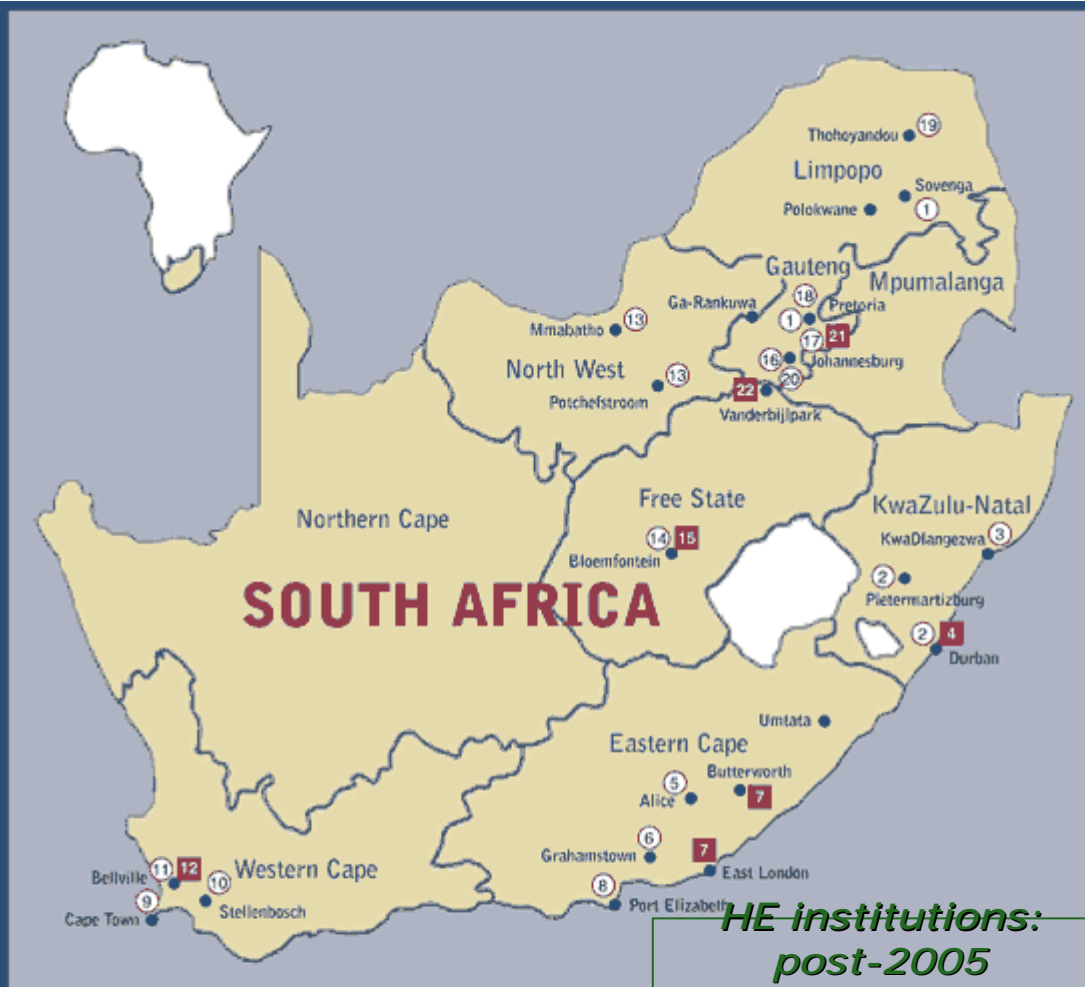 Thohoyandou
19
Limpopo
Sovenga
Polokwane
1
Gauteng
Mpumalanga
18
Ga-Rankuwa
Pretoria
1
Mmabatho
13
17
21
16
Johannesburg
North West
13
20
Potchefstroom
22
Vanderbijlpark
Free State
KwaZulu-Natal
Northern Cape
14
15
KwaDlangezwa
3
Bloemfontein
2
SOUTH AFRICA
Pietermartizburg
2
4
Durban
Umtata
Eastern Cape
Butterworth
5
Alice
7
6
Grahamstown
7
11
12
Western Cape
East London
Bellville
10
8
9
Stellenbosch
Port Elizabeth
Cape Town
HE institutions:
post-2005